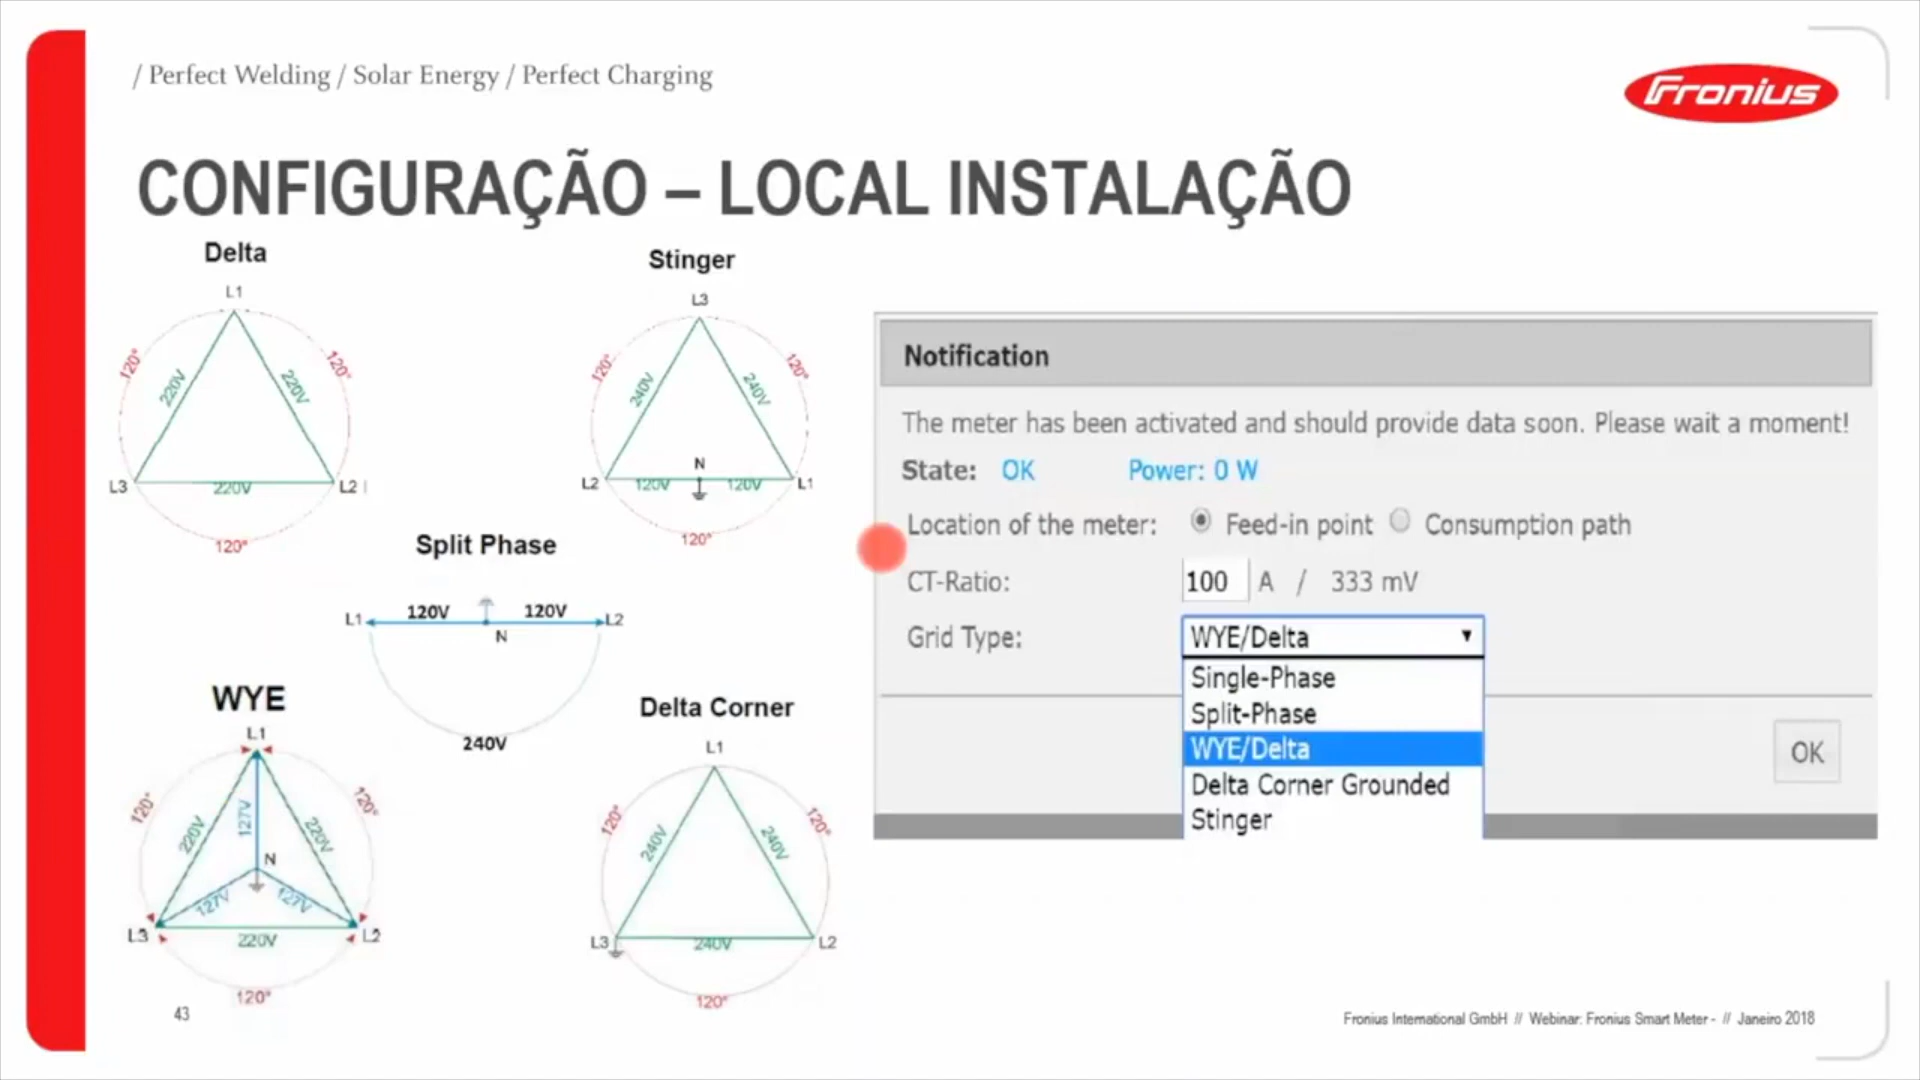 / Perfect Welding / Solar Energy / Perfect Charging
Fronius
CONFIGURAÇÃO – LOCAL INSTALAÇÃO
Delta
L1
120°
120°
220V
220V
L3
220V
L2
120°
Stinger
L3
120°
120°
240V
240V
N
L2
120V
120V
L1
120°
Split Phase
L1
120V
120V
L2
N
240V
WYE
L1
120°
120°
220V
127V
220V
N
127V
127V
L3
220V
L2
120°
Delta Corner
L1
120°
120°
240V
240V
L3
240V
L2
120°
Notification
The meter has been activated and should provide data soon. Please wait a moment!
State: OK Power: 0 W
Location of the meter: Feed-in point Consumption path
CT-Ratio: 100 A / 333 mV
Grid Type: WYE/Delta
Single-Phase
Split-Phase
WYE/Delta
Delta Corner Grounded
Stinger
OK
43
Fronius International GmbH // Webinar: Fronius Smart Meter - // Janeiro 2018